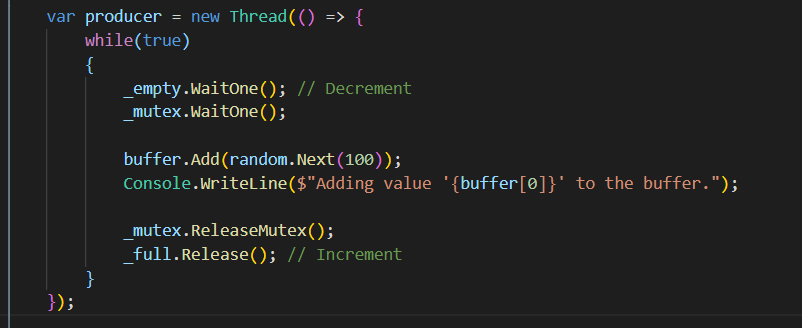 var producer = new Thread(() => {
while(true)
{
_empty.WaitOne(); // Decrement
_mutex.WaitOne();
buffer.Add(random.Next(100));
Console.WriteLine($"Adding value '{buffer[0]}' to the buffer.");
_mutex.ReleaseMutex();
_full.Release(); // Increment
}
});